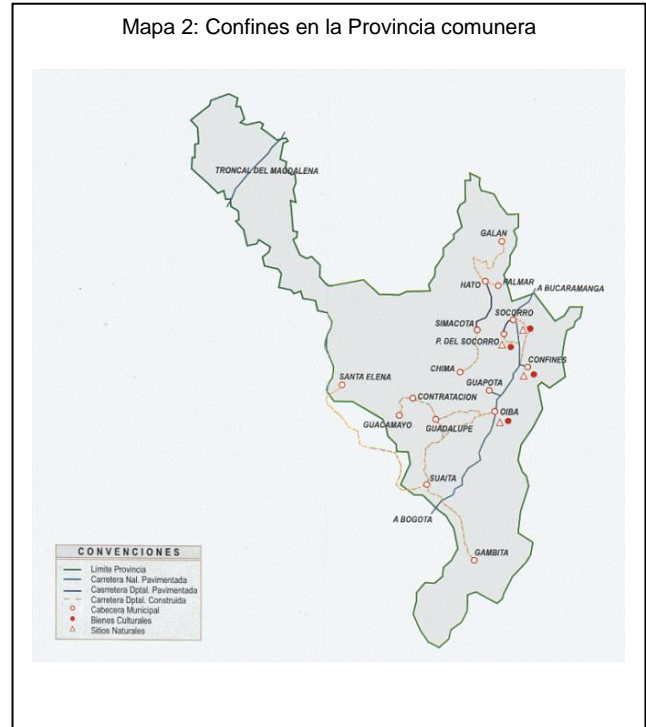 Mapa 2: Confines en la Provincia comunera
TRONCAL DEL MAGDALENA
GALAN
HATO
PALMAR
A BUCARAMANGA
SOCORRO
SIMACOTA
P. DEL SOCORRO
CONFINES
CHIMA
SANTA ELENA
GUAPOTA
CONTRATACION
OIBA
GUACAMAYO
GUADALUPE
SUAITA
A BOGOTA
GAMBITA
CONVENCIONES
Limite Provincia
Carretera Nal. Pavimentada
Casrretera Dptal. Pavimentada
Carretera Dptal. Construida
Cabecera Municipal
Bienes Culturales
Sitios Naturales